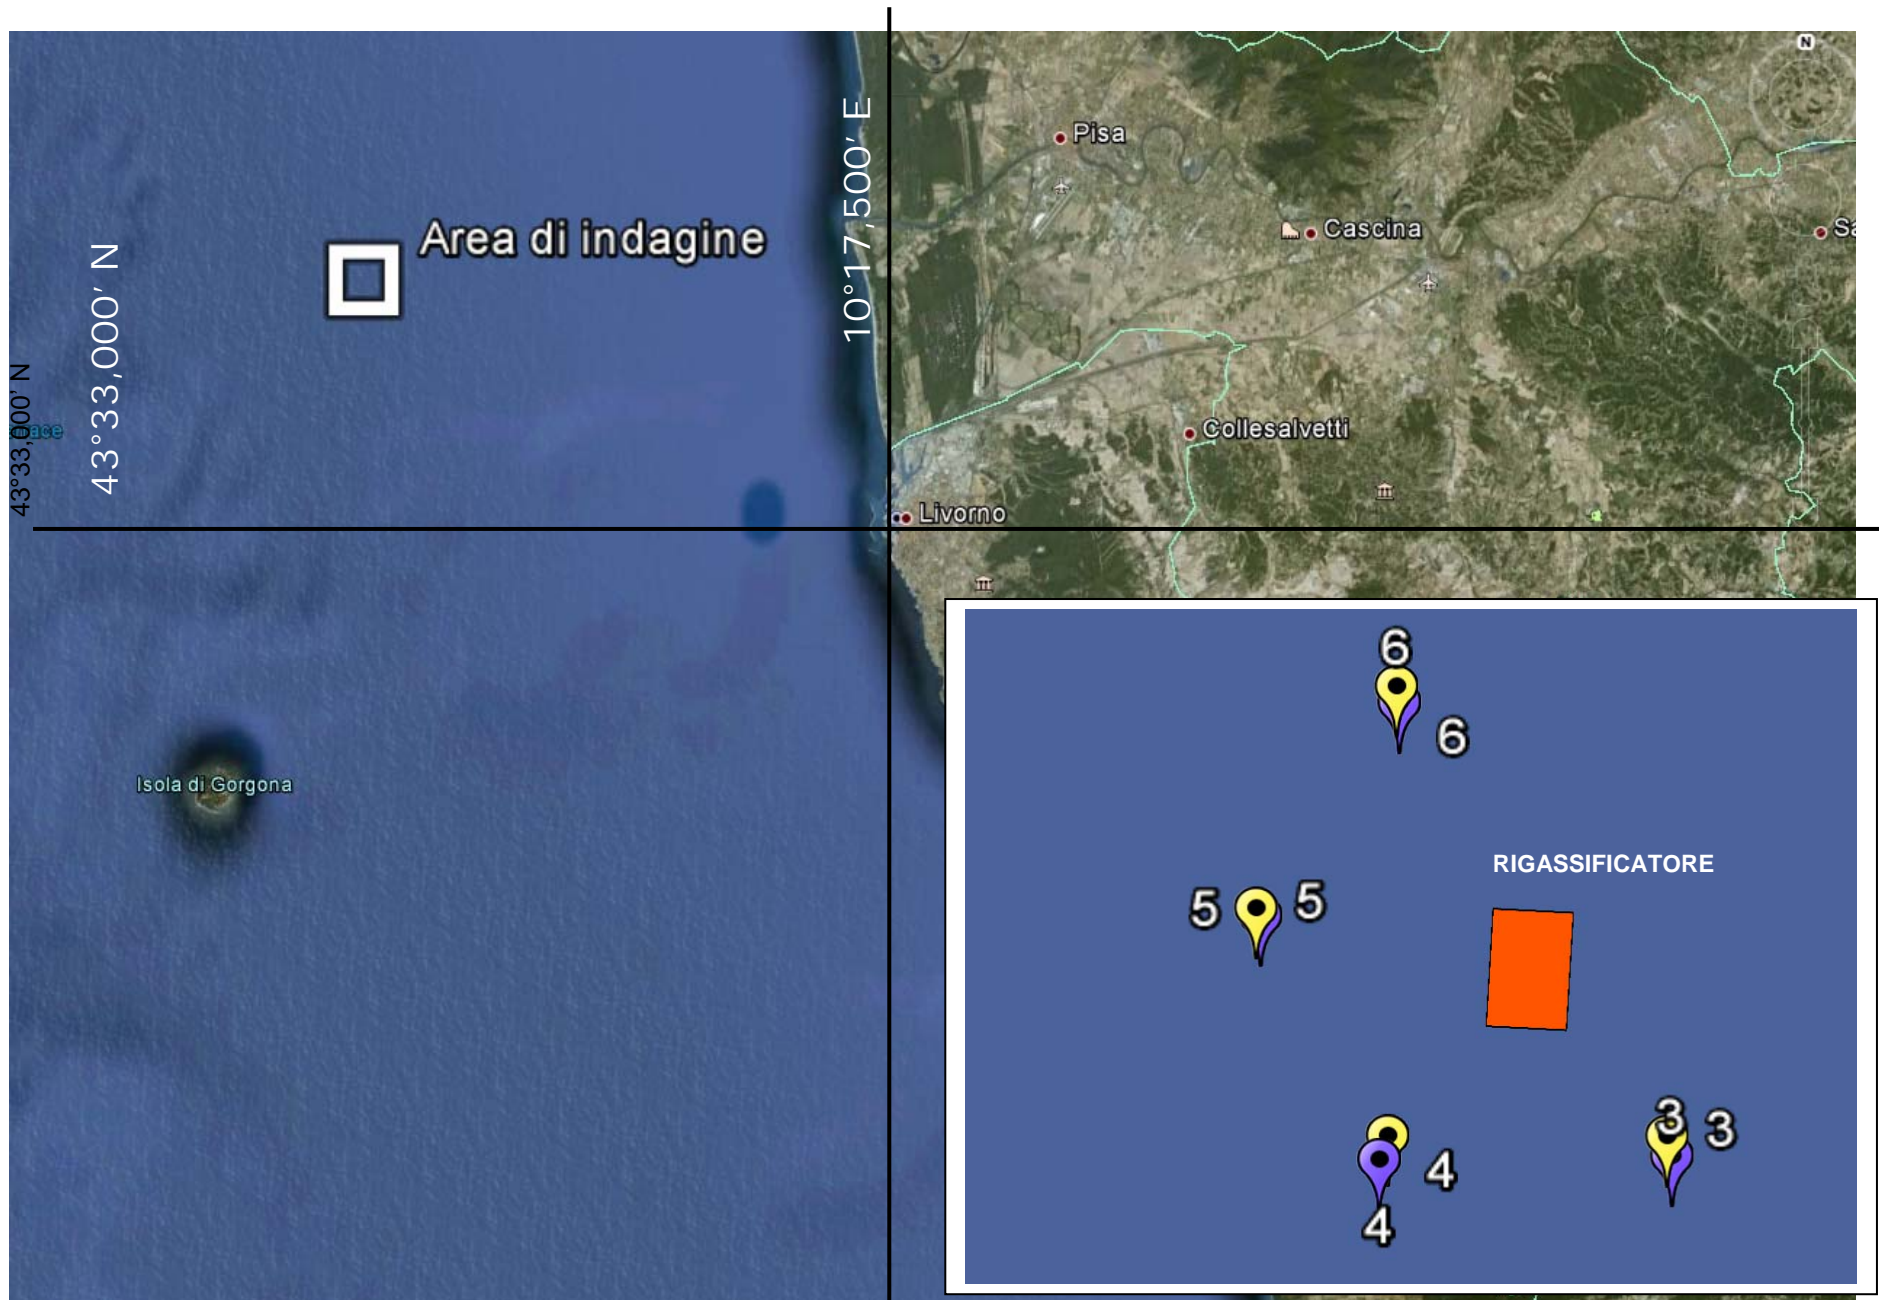 N
Pisa
10°17,500′ E
Area di indagine
Cascina
43°33,000′ N
43°33,000′ N
Collesalvetti
Livorno
Isola di Gorgona
6
6
RIGASSIFICATORE
5
5
3
3
4
4